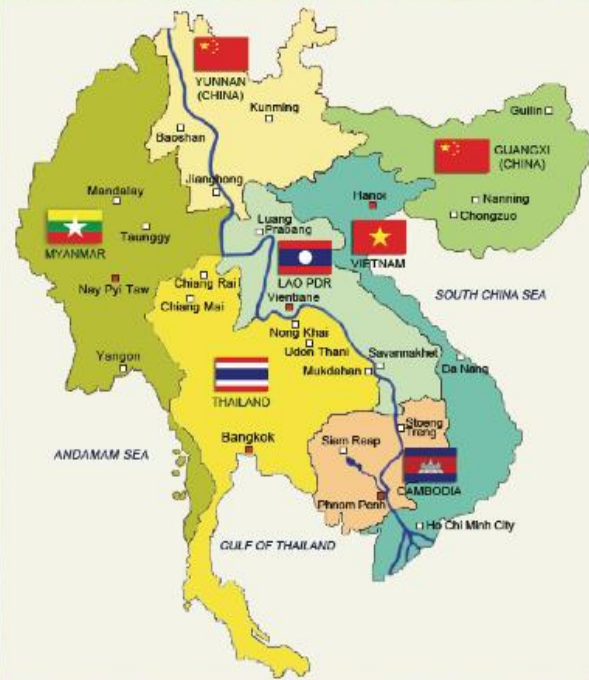 YUNNAN
(CHINA)
Kunming
Baoshan
Jianghong
Guilin
GUANGXI
(CHINA)
Nanning
Chongzuo
Mandalay
Taunggy
MYANMAR
Nay Pyi Taw
Yangon
Hanoi
VIETNAM
Luang
Prabang
LAO PDR
Vientiane
SOUTH CHINA SEA
Chiang Rai
Chiang Mai
Nong Khai
Udon Thani
Mukdahan
Savannakhet
Da Nang
THAILAND
Bangkok
ANDAMAM SEA
Siem Reap
Stoeng
Treng
CAMBODIA
Phnom Penh
Ho Chi Minh City
GULF OF THAILAND